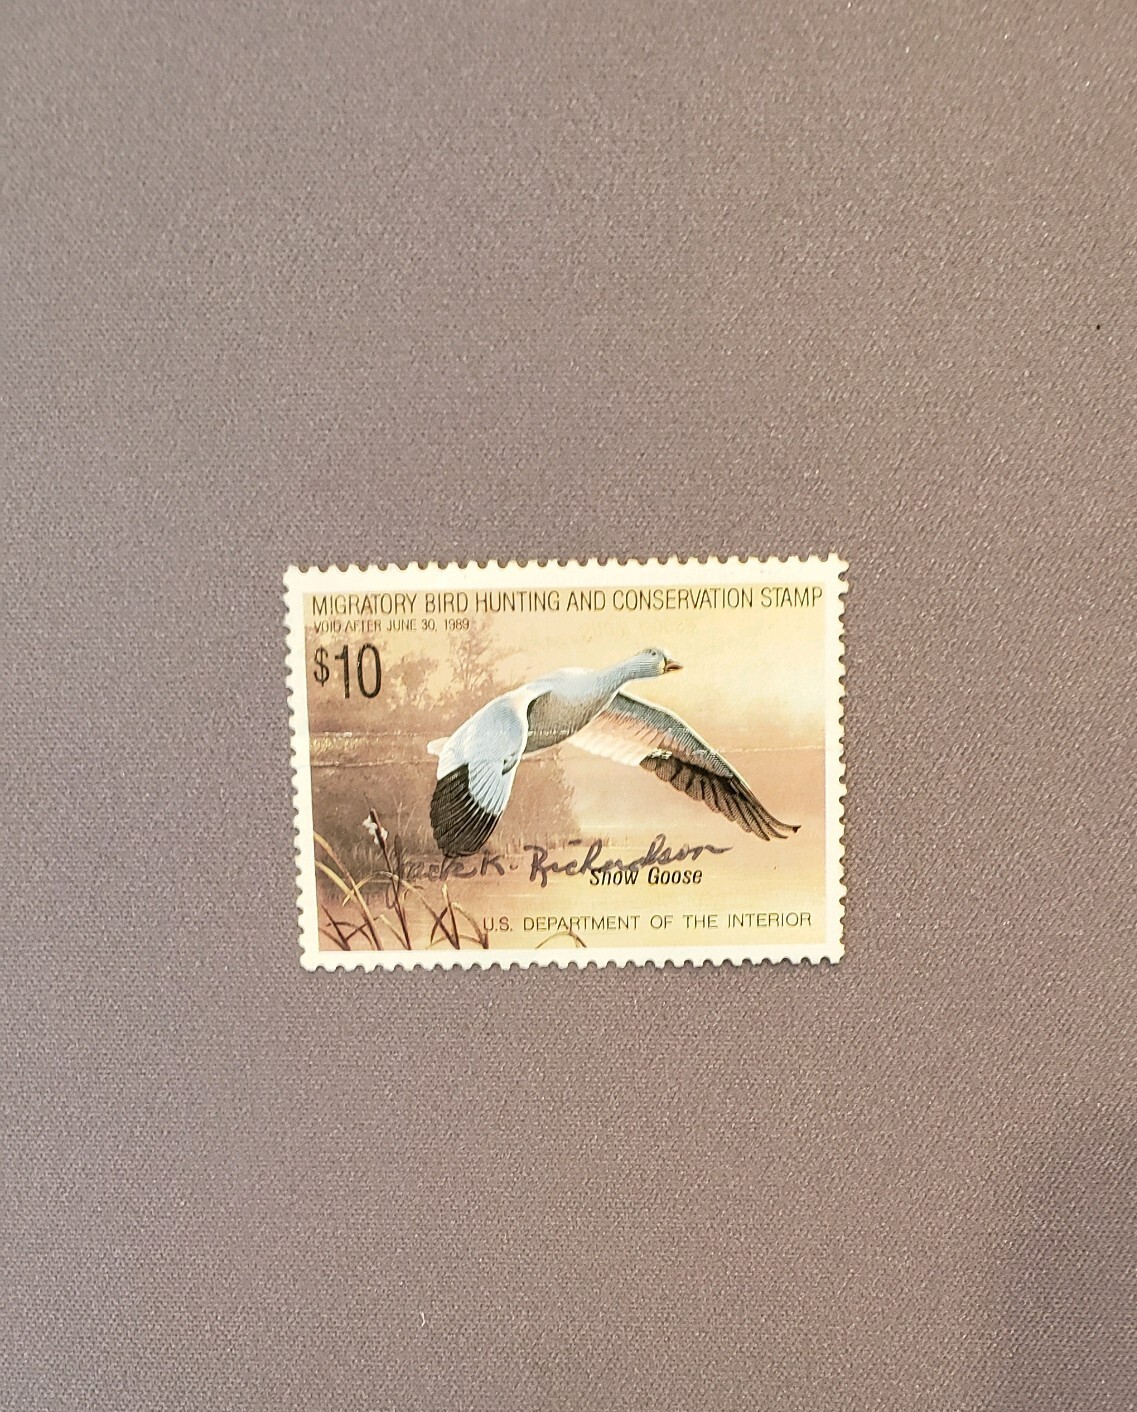 MIGRATORY BIRD HUNTING AND CONSERVATION STAMP
VOID AFTER JUNE 30, 1989
$10
Jack K. Richardson
Snow Goose
U.S. DEPARTMENT OF THE INTERIOR